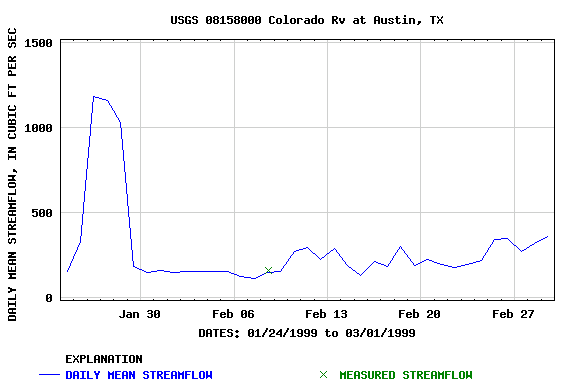 USGS 08158000 Colorado Rv at Austin, TX
DAILY MEAN STREAMFLOW, IN CUBIC FT PER SEC
1500
1000
500
0
Jan 30 Feb 06 Feb 13 Feb 20 Feb 27
DATES: 01/24/1999 to 03/01/1999
EXPLANATION
DAILY MEAN STREAMFLOW × MEASURED STREAMFLOW